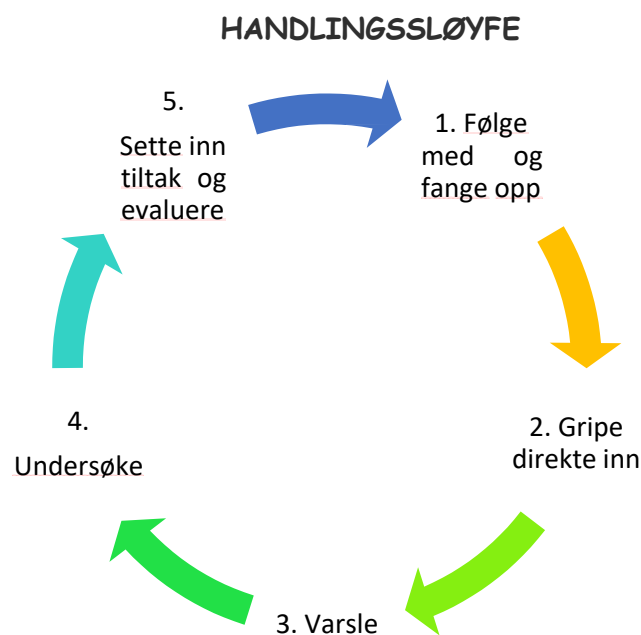 HANDLINGSSLØYFE
1. Følge
med og
fange opp
2. Gripe
direkte inn
3. Varsle
4.
Undersøke
5.
Sette inn
tiltak og
evaluere